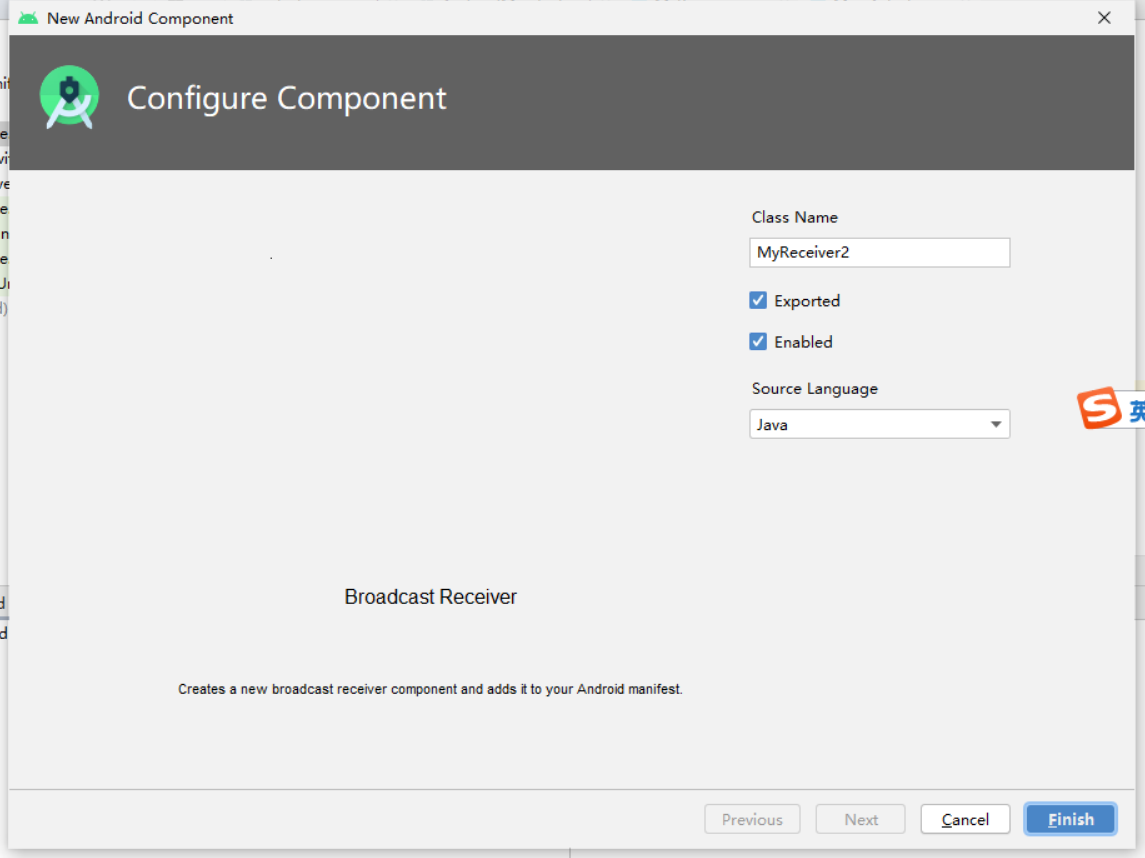 New Android Component
Configure Component
Class Name
MyReceiver2
Exported
Enabled
Source Language
Java
英
Broadcast Receiver
Creates a new broadcast receiver component and adds it to your Android manifest.
Previous
Next
Cancel
Finish